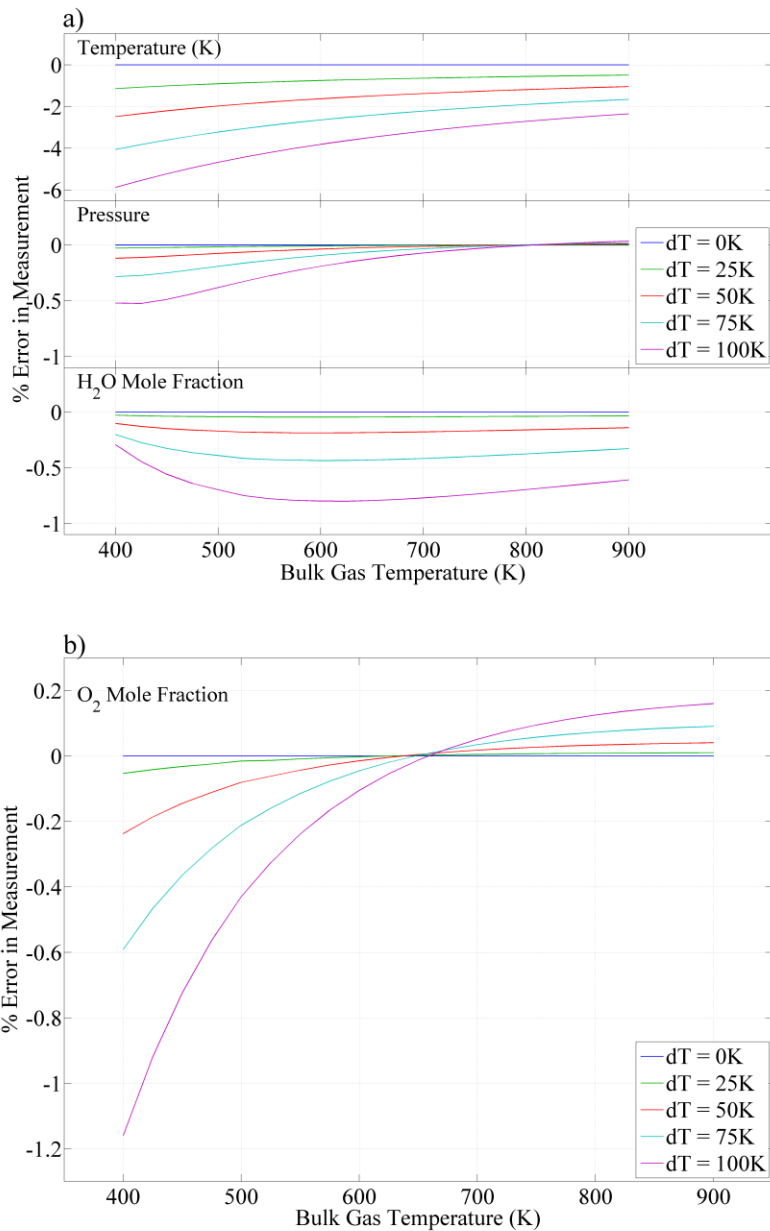 a)
Temperature (K)
0
-2
-4
-6
Pressure
0
-0.5
-1
dT = 0K
dT = 25K
dT = 50K
dT = 75K
dT = 100K
H₂O Mole Fraction
0
-0.5
-1
% Error in Measurement
400 500 600 700 800 900
Bulk Gas Temperature (K)
b)
O₂ Mole Fraction
0.2
0
-0.2
-0.4
-0.6
-0.8
-1
-1.2
% Error in Measurement
dT = 0K
dT = 25K
dT = 50K
dT = 75K
dT = 100K
400 500 600 700 800 900
Bulk Gas Temperature (K)